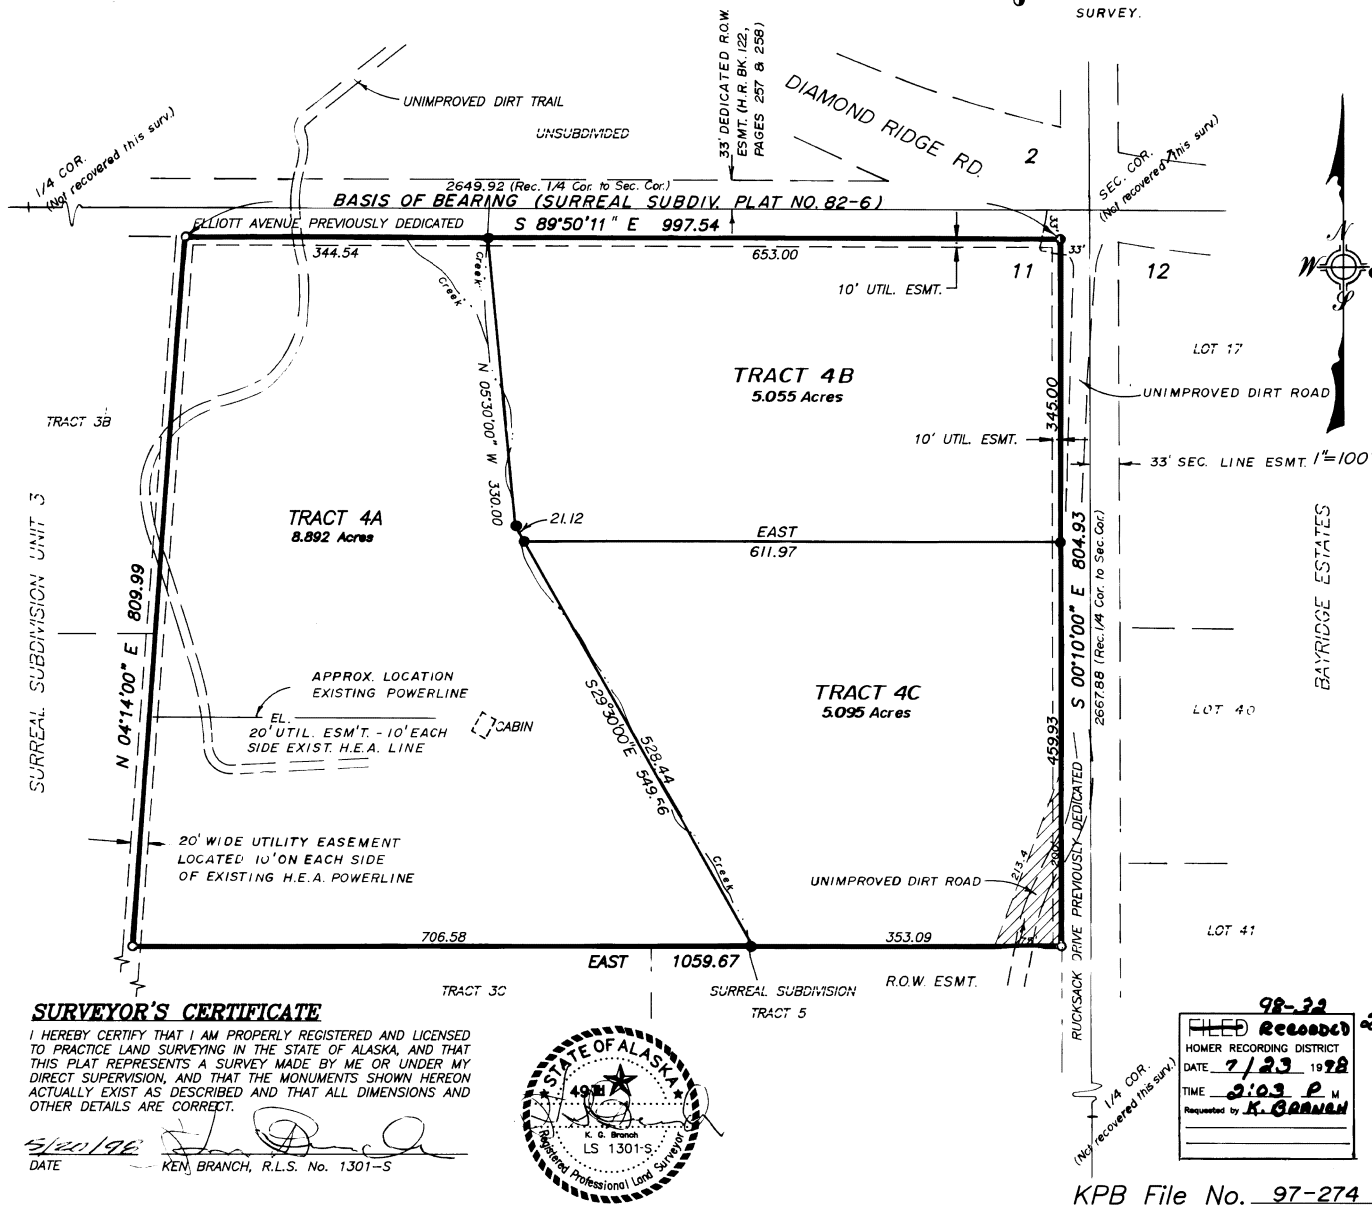 SURVEY.
33' DEDICATED R.O.W.
ESMT. (H.R. BK. 122,
PAGES 257 & 258)
DIAMOND RIDGE RD.
UNIMPROVED DIRT TRAIL
UNSUBDIVIDED
1/4 COR.
(Not recovered this surv.)
2
SEC. COR.
(Not recovered this surv.)
2649.92 (Rec. 1/4 Cor. to Sec. Cor.)
BASIS OF BEARING (SURREAL SUBDIV. PLAT NO. 82-6)
ELLIOTT AVENUE PREVIOUSLY DEDICATED
S 89°50'11" E 997.54
33'
33'
344.54
653.00
10' UTIL. ESMT.
11
12
N
W
S
Creek
Creek
LOT 17
TRACT 4B
5.055 Acres
UNIMPROVED DIRT ROAD
345.00
TRACT 3B
N 05°30'00" W 330.00
10' UTIL. ESMT.
33' SEC. LINE ESMT.
1"=100'
TRACT 4A
8.892 Acres
21.12
EAST
611.97
SURREAL SUBDIVISION UNIT 3
BAYRIDGE ESTATES
N 04°14'00" E 809.99
S 00°10'00" E 804.93
2667.88 (Rec. 1/4 Cor. to Sec. Cor.)
APPROX. LOCATION
EXISTING POWERLINE
EL.
20' UTIL. ESM'T. - 10' EACH
SIDE EXIST. H.E.A. LINE
CABIN
S 29°30'00" E 549.56
528.44
TRACT 4C
5.095 Acres
459.93
LOT 40
20' WIDE UTILITY EASEMENT
LOCATED 10' ON EACH SIDE
OF EXISTING H.E.A. POWERLINE
Creek
UNIMPROVED DIRT ROAD
213.4
200'
75'
RUCKSACK DRIVE PREVIOUSLY DEDICATED
LOT 41
706.58
353.09
EAST 1059.67
R.O.W. ESMT.
TRACT 3C
SURREAL SUBDIVISION
TRACT 5
SURVEYOR'S CERTIFICATE
I HEREBY CERTIFY THAT I AM PROPERLY REGISTERED AND LICENSED
TO PRACTICE LAND SURVEYING IN THE STATE OF ALASKA, AND THAT
THIS PLAT REPRESENTS A SURVEY MADE BY ME OR UNDER MY
DIRECT SUPERVISION, AND THAT THE MONUMENTS SHOWN HEREON
ACTUALLY EXIST AS DESCRIBED AND THAT ALL DIMENSIONS AND
OTHER DETAILS ARE CORRECT.
5/20/98
DATE
KEN BRANCH, R.L.S. No. 1301-S
STATE OF ALASKA
49TH
K. G. Branch
LS 1301-S
Registered Professional Land Surveyor
1/4 COR.
(Not recovered this surv.)
98-32
FILED RECORDED
HOMER RECORDING DISTRICT
DATE 7/23 1998
TIME 2:03 P M
Requested by K. BRANCH
KPB File No. 97-274